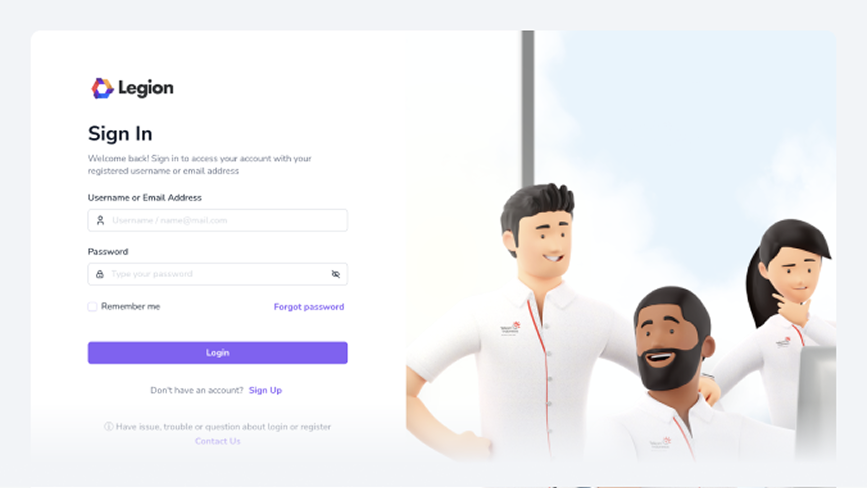 Legion
Sign In
Welcome back! Sign in to access your account with your
registered username or email address
Username or Email Address
Username / name@mail.com
Password
Type your password
Remember me
Forgot password
Login
Don't have an account? Sign Up
Have issue, trouble or question about login or register
Contact Us